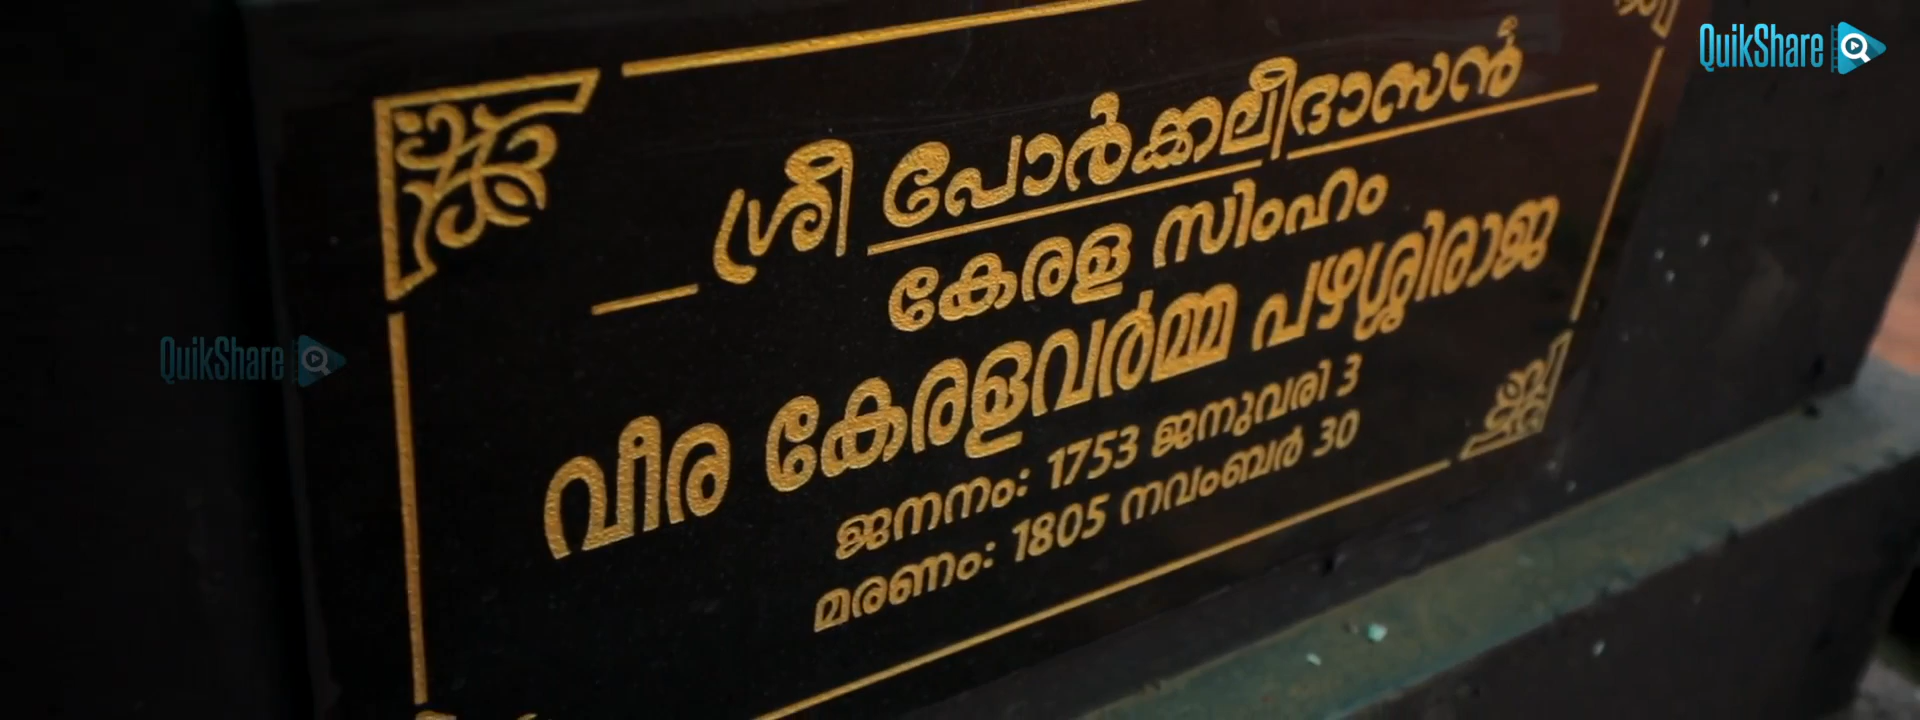 QuikShare
ശ്രീ പോർക്കലീദാസൻ
കേരള സിംഹം
വീര കേരളവർമ്മ പഴശ്ശിരാജ
ജനനം: 1753 ജനുവരി 3
മരണം: 1805 നവംബർ 30
QuikShare